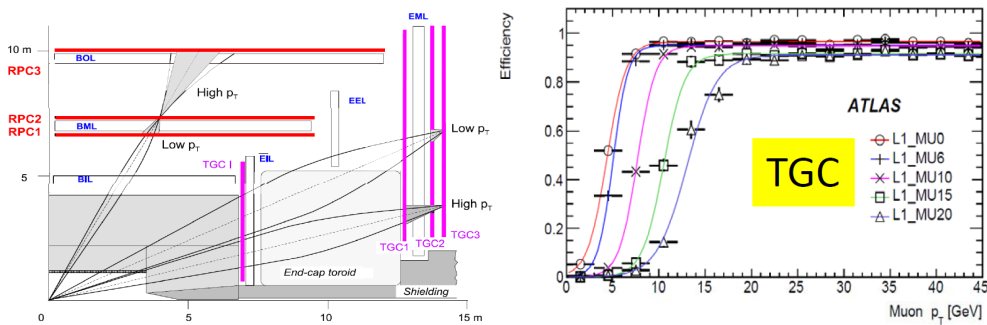 10 m
RPC3
BOL
High pT
RPC2
RPC1
BML
Low pT
5
BIL
TGC I
EIL
EEL
EML
Low pT
High pT
TGC1
TGC2
TGC3
End-cap toroid
Shielding
0
5
10
15 m
Efficiency
1
0.8
0.6
0.4
0.2
0
ATLAS
TGC
L1_MU0
L1_MU6
L1_MU10
L1_MU15
L1_MU20
0
5
10
15
20
25
30
35
40
45
Muon pT [GeV]